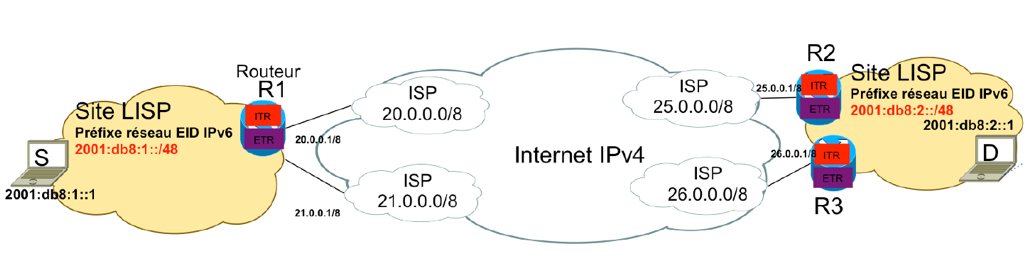 Site LISP
Préfixe réseau EID IPv6
2001:db8:1::/48
S
2001:db8:1::1
Routeur
R1
ITR
ETR
20.0.0.1/8
21.0.0.1/8
ISP
20.0.0.0/8
ISP
21.0.0.0/8
Internet IPv4
ISP
25.0.0.0/8
ISP
26.0.0.0/8
25.0.0.1/8
26.0.0.1/8
R2
ITR
ETR
ITR
ETR
R3
Site LISP
Préfixe réseau EID IPv6
2001:db8:2::/48
2001:db8:2::1
D